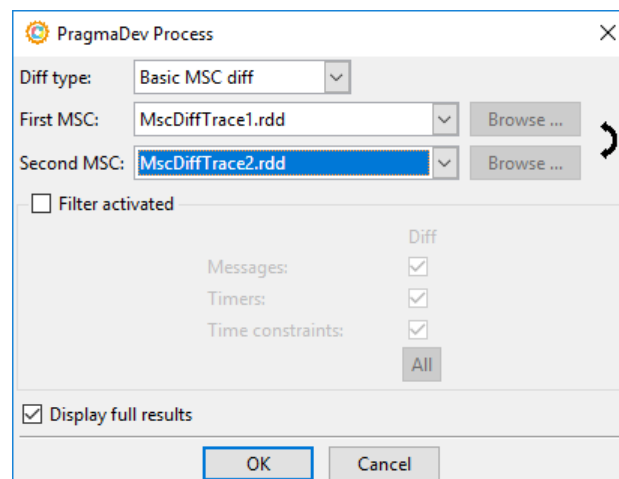 PragmaDev Process
Diff type: Basic MSC diff
First MSC: MscDiffTrace1.rdd Browse ...
Second MSC: MscDiffTrace2.rdd Browse ...
Filter activated
Diff
Messages:
Timers:
Time constraints:
All
Display full results
OK Cancel